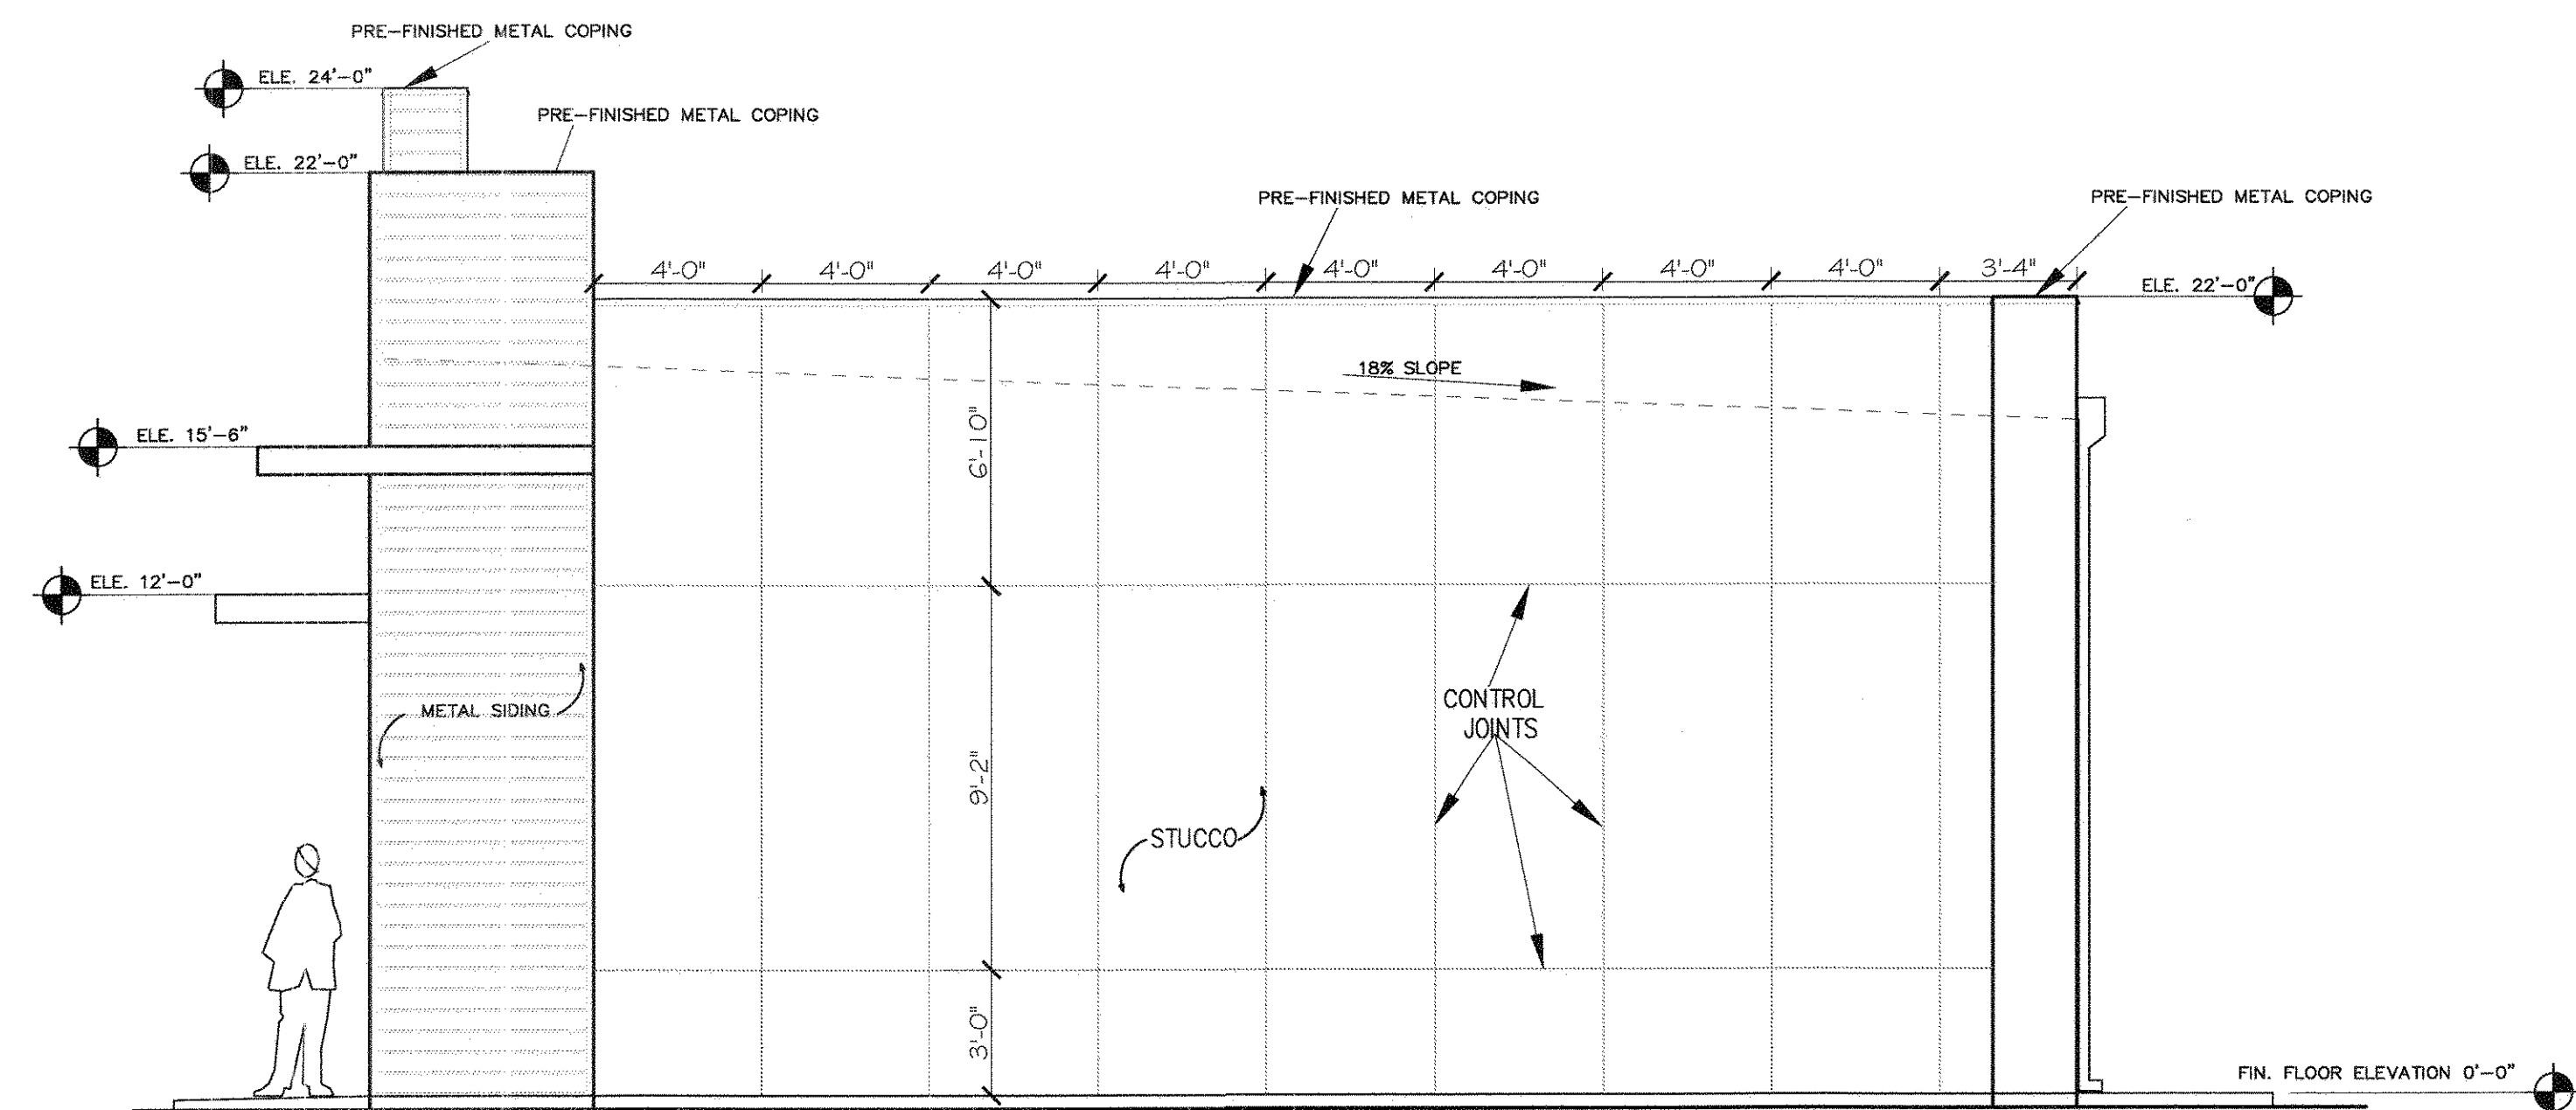 PRE-FINISHED METAL COPING
ELE. 24'-0"
PRE-FINISHED METAL COPING
ELE. 22'-0"
PRE-FINISHED METAL COPING
PRE-FINISHED METAL COPING
4'-0" 4'-0" 4'-0" 4'-0" 4'-0" 4'-0" 4'-0" 4'-0" 3'-4"
ELE. 22'-0"
18% SLOPE
6'-10"
ELE. 15'-6"
ELE. 12'-0"
METAL SIDING
CONTROL
JOINTS
9'-2"
STUCCO
3'-0"
FIN. FLOOR ELEVATION 0'-0"